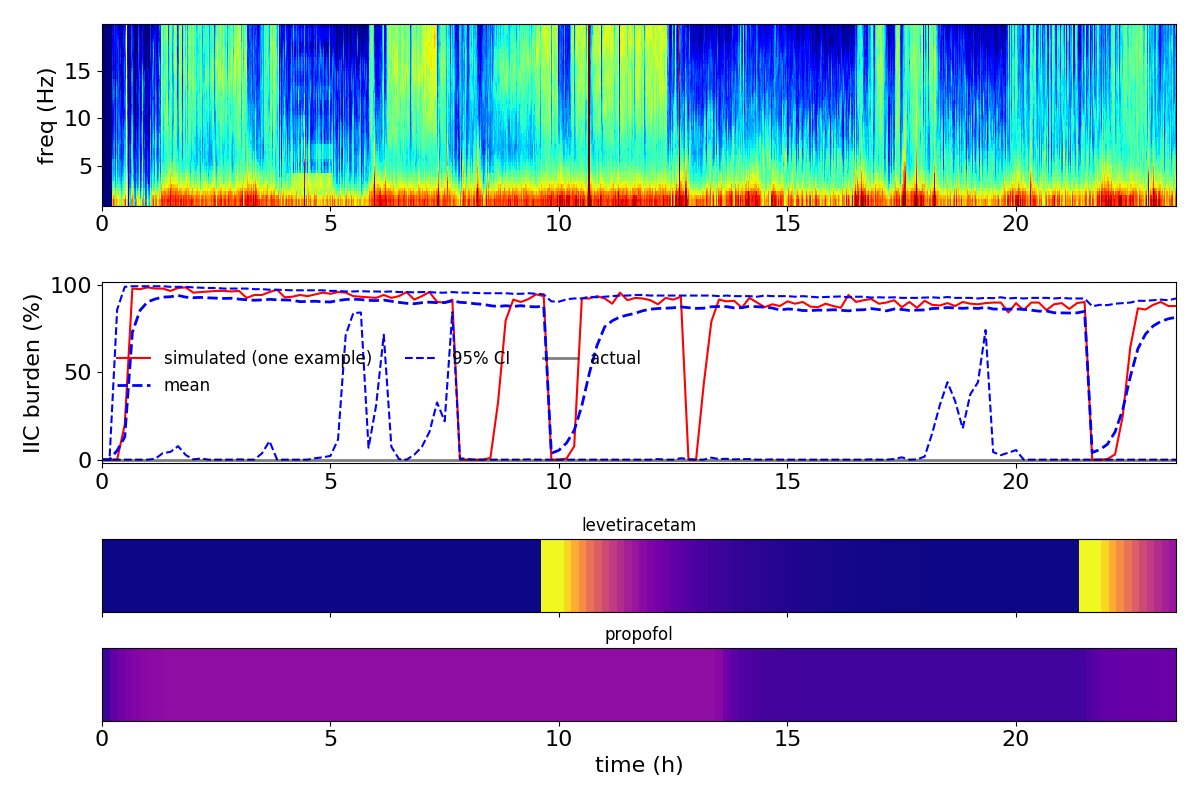 freq (Hz)
15
10
5
0 5 10 15 20
IIC burden (%)
100
50
0
simulated (one example)
mean
95% CI
actual
0 5 10 15 20
levetiracetam
propofol
0 5 10 15 20
time (h)